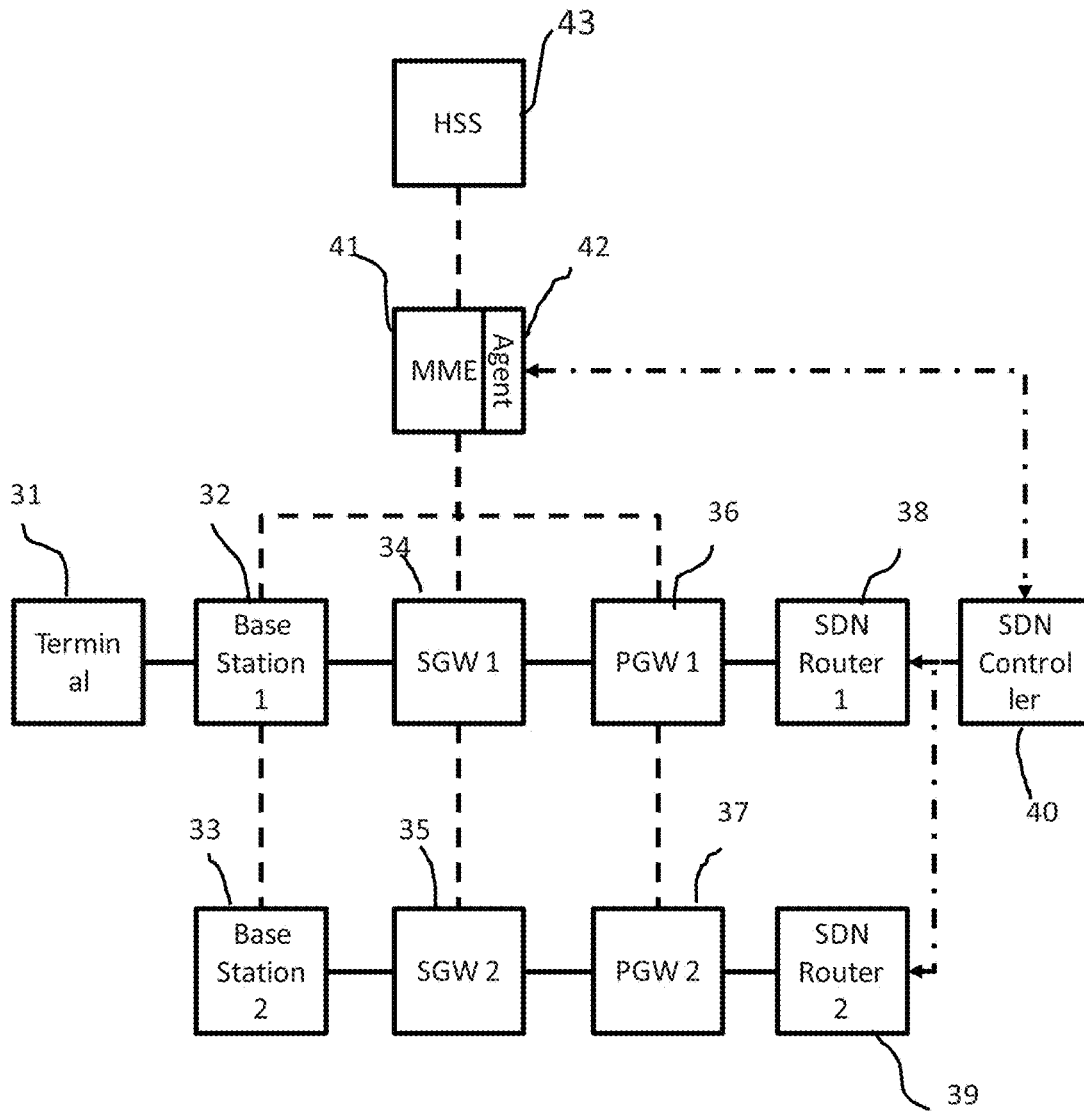 43
HSS
41
42
MME
Agent
31
32
34
36
38
Termin
al
Base
Station
1
SGW 1
PGW 1
SDN
Router
1
SDN
Control
ler
40
33
35
37
Base
Station
2
SGW 2
PGW 2
SDN
Router
2
39